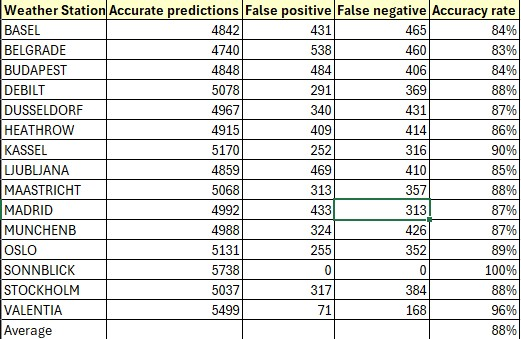 Weather Station Accurate predictions False positive False negative Accuracy rate
BASEL 4842 431 465 84%
BELGRADE 4740 538 460 83%
BUDAPEST 4848 484 406 84%
DEBILT 5078 291 369 88%
DUSSELDORF 4967 340 431 87%
HEATHROW 4915 409 414 86%
KASSEL 5170 252 316 90%
LJUBLJANA 4859 469 410 85%
MAASTRICHT 5068 313 357 88%
MADRID 4992 433 313 87%
MUNCHENB 4988 324 426 87%
OSLO 5131 255 352 89%
SONNBLICK 5738 0 0 100%
STOCKHOLM 5037 317 384 88%
VALENTIA 5499 71 168 96%
Average 88%